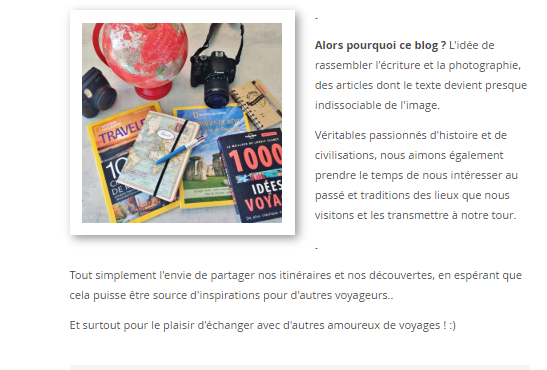 .
Alors pourquoi ce blog ? L'idée de
rassembler l'écriture et la photographie,
des articles dont le texte devient presque
indissociable de l'image.
Véritables passionnés d'histoire et de
civilisations, nous aimons également
prendre le temps de nous intéresser au
passé et traditions des lieux que nous
visitons et les transmettre à notre tour.
.
TRAVELER
1000
IDÉES
VOYA
Tout simplement l'envie de partager nos itinéraires et nos découvertes, en espérant que
cela puisse être source d'inspirations pour d'autres voyageurs..
Et surtout pour le plaisir d'échanger avec d'autres amoureux de voyages ! :)